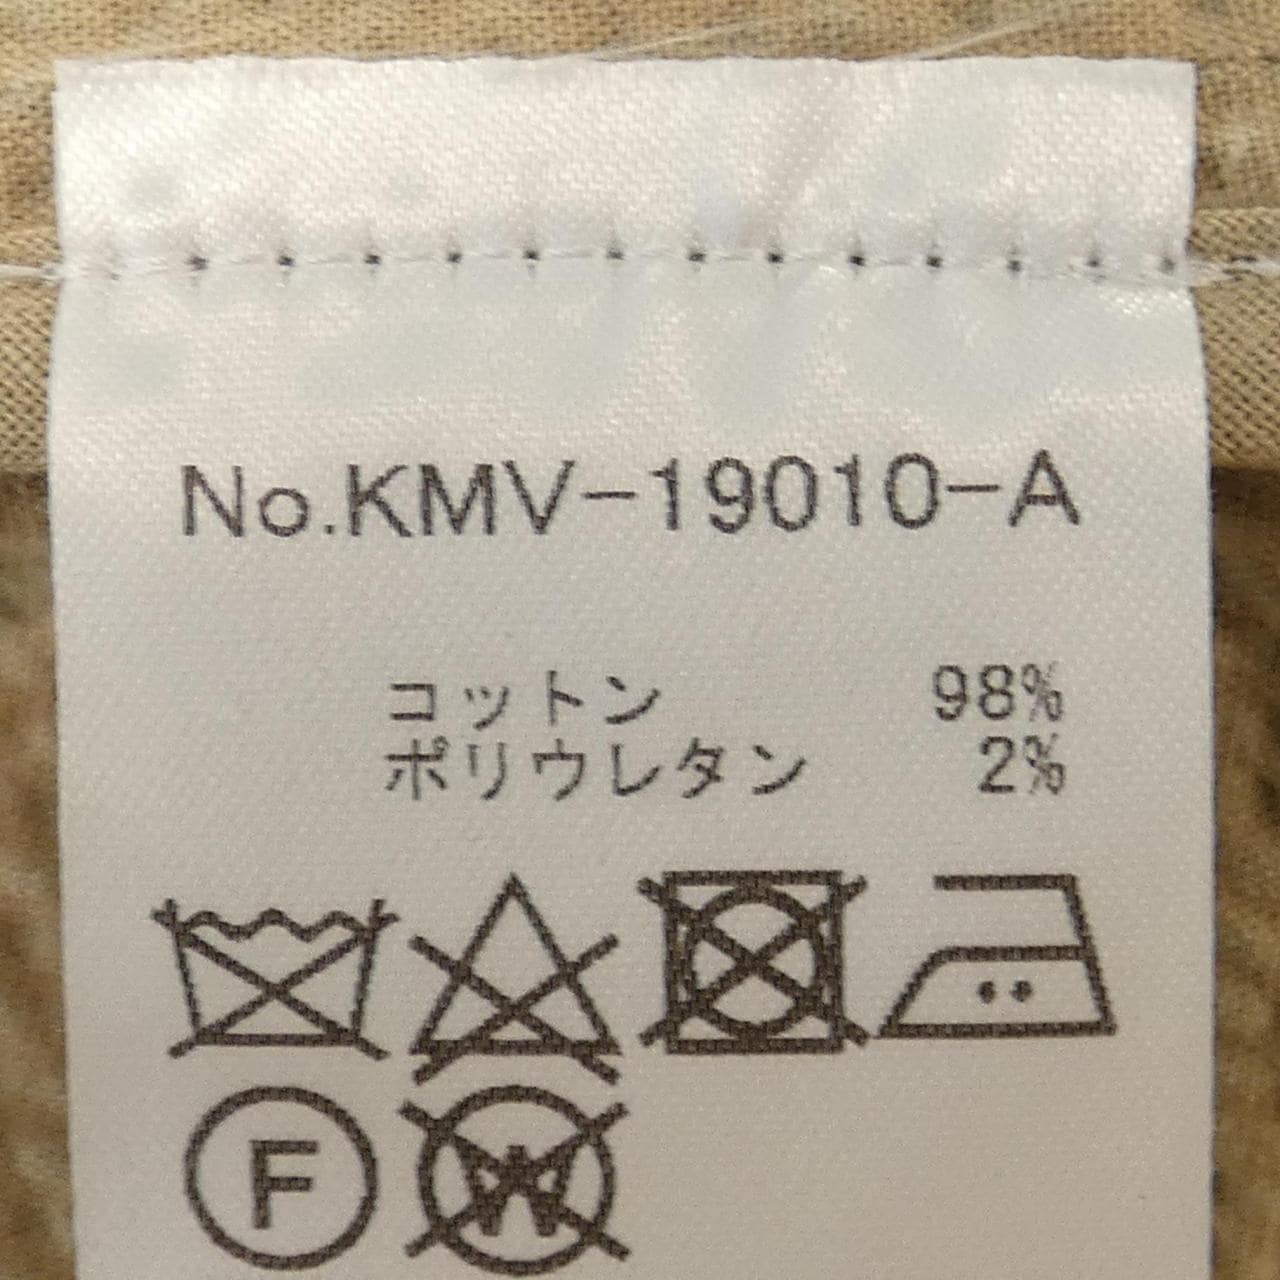 No.KMV-19010-A
コットン 98%
ポリウレタン 2%
F
W